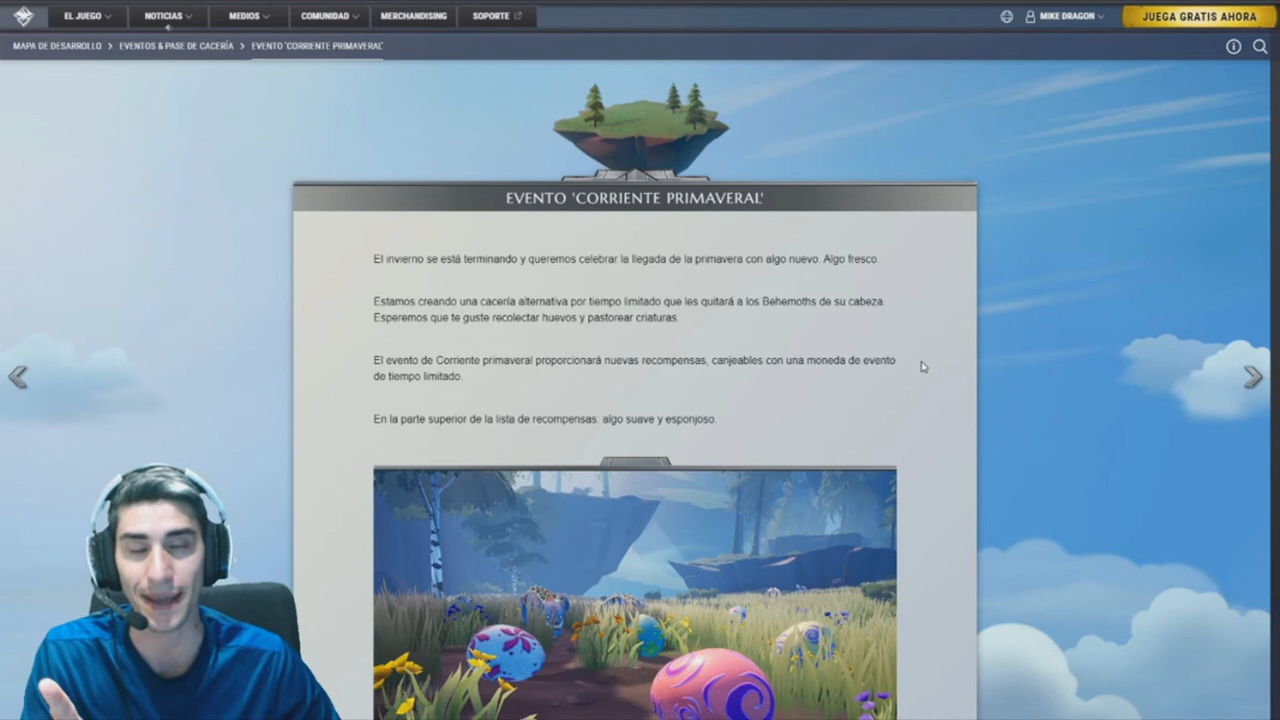 EL JUEGO
NOTICIAS
MEDIOS
COMUNIDAD
MERCHANDISING
SOPORTE
MIKE DRAGON
JUEGA GRATIS AHORA
MAPA DE DESARROLLO > EVENTOS & PASE DE CACERÍA > EVENTO 'CORRIENTE PRIMAVERAL'
EVENTO 'CORRIENTE PRIMAVERAL'
El invierno se está terminando y queremos celebrar la llegada de la primavera con algo nuevo. Algo fresco.
Estamos creando una cacería alternativa por tiempo limitado que les quitará a los Behemoths de su cabeza.
Esperemos que te guste recolectar huevos y pastorear criaturas.
El evento de Corriente primaveral proporcionará nuevas recompensas, canjeables con una moneda de evento
de tiempo limitado.
En la parte superior de la lista de recompensas: algo suave y esponjoso.